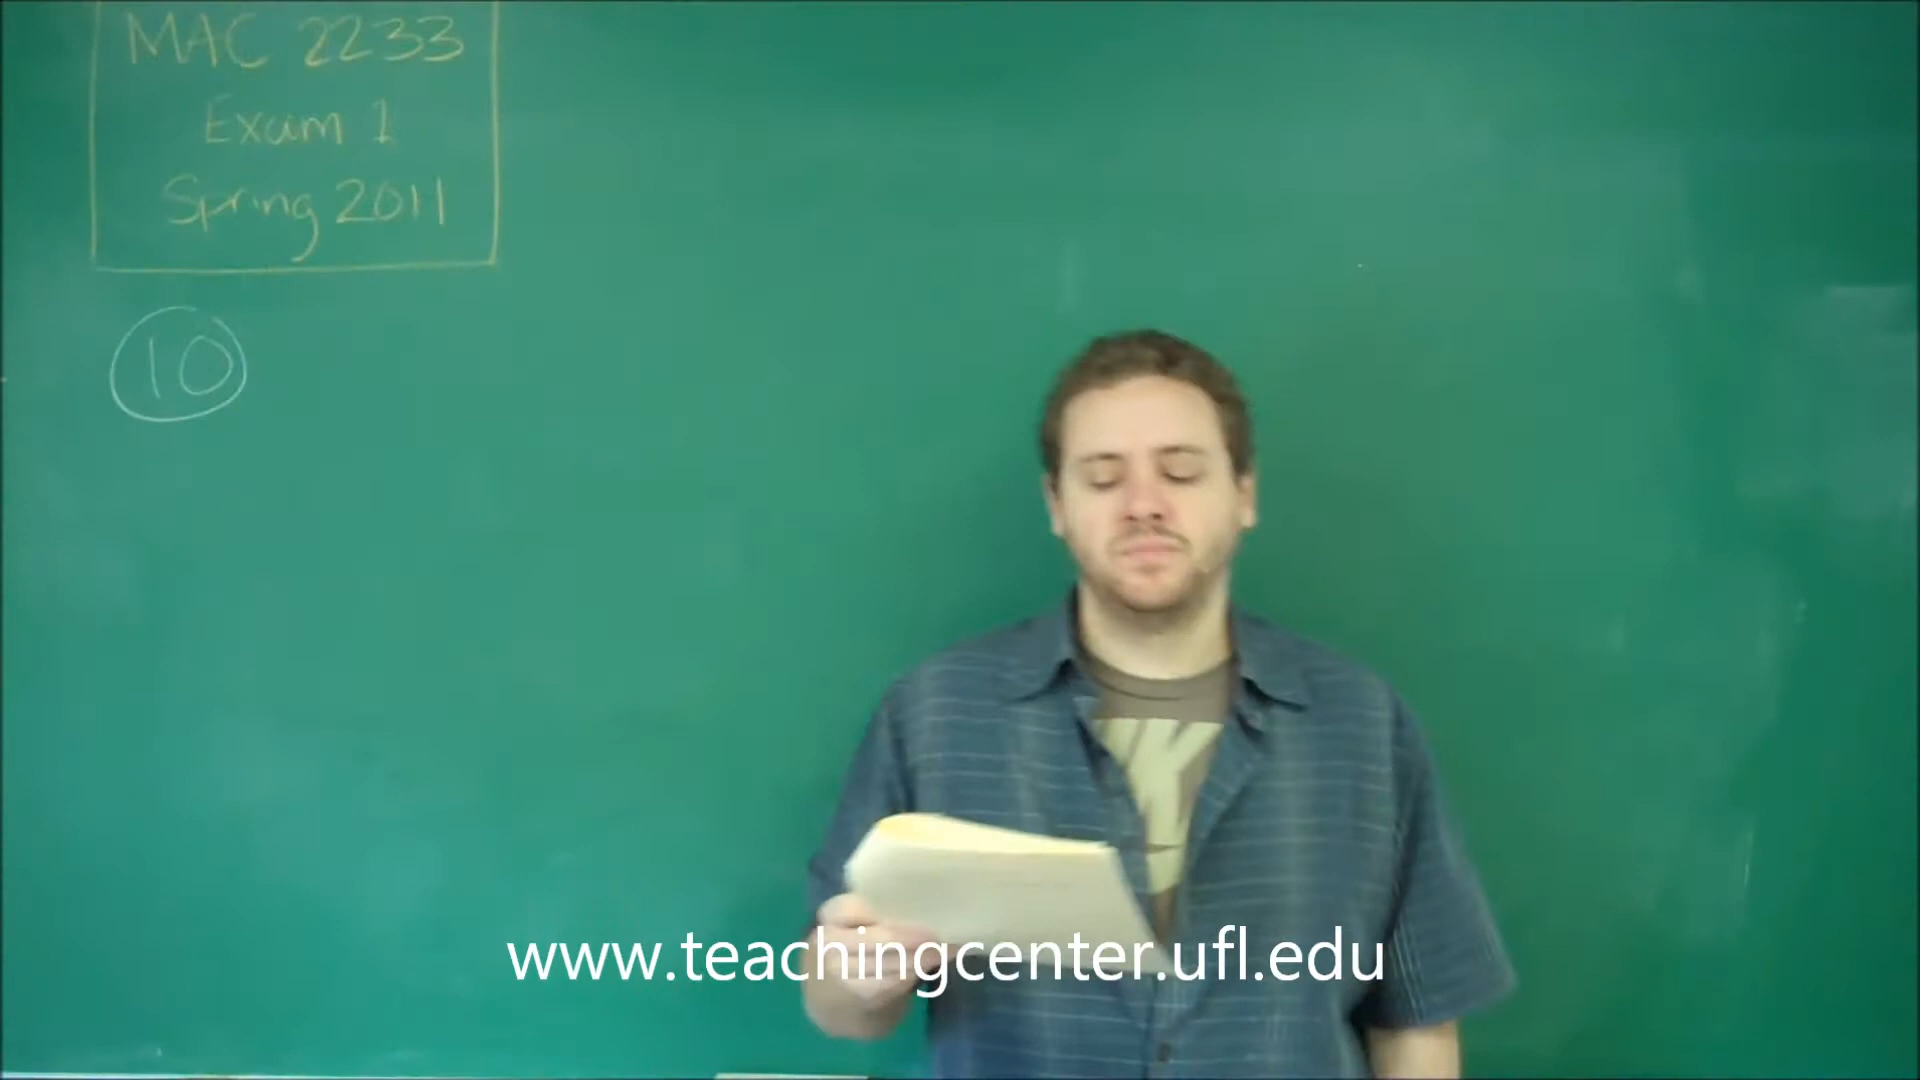 MAC 2233
Exam 1
Spring 2011
10
www.teachingcenter.ufl.edu